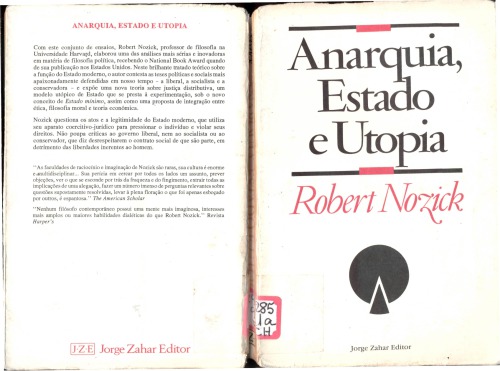 ANARQUIA, ESTADO E UTOPIA
Com este conjunto de ensaios, Robert Nozick, professor de filosofia na
Universidade Harvard, elaborou uma das análises mais sérias e inovadoras
em matéria de filosofia política, recebendo o National Book Award quando
de sua publicação nos Estados Unidos. Neste brilhante tratado teórico sobre
a função do Estado moderno, o autor contesta as teses políticas e sociais mais
apaixonadamente defendidas em nosso tempo – a liberal, a socialista e a
conservadora – e expõe uma nova teoria sobre justiça distributiva, um
modelo utópico de Estado que se presta à experimentação, sob o novo
conceito de Estado mínimo, assim como uma proposta de integração entre
ética, filosofia moral e teoria econômica.
Nozick questiona os atos e a legitimidade do Estado moderno, que utiliza
seu aparato coercitivo-jurídico para pressionar o indivíduo e violar seus
direitos. Não poupa críticas ao governo liberal, nem ao socialista ou ao
conservador, que diz desrespeitarem o contrato social de que são parte, em
detrimento das liberdades inerentes ao homem.
"As faculdades de raciocínio e imaginação de Nozick são raras, sua cultura é enorme
e antidisciplinar... Sua perícia em cercar por todos os lados um assunto, prever
objeções, ver o que se esconde por trás da fraqueza e do fingimento, extrair todas as
implicações de uma alegação, fazer um número imenso de perguntas relevantes sobre
questões supostamente resolvidas, levar à plena floração o que foi apenas esboçado
por outros, é espantosa." The American Scholar
"Nenhum filósofo contemporâneo possui uma mente mais imaginosa, interesses
mais amplos ou maiores habilidades dialéticas do que Robert Nozick." Revista
Harper's
J·Z·E Jorge Zahar Editor
Anarquia,
Estado
e Utopia
Robert Nozick
Jorge Zahar Editor